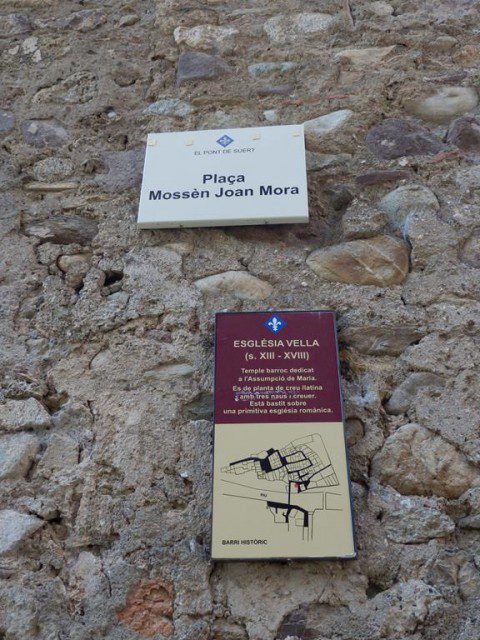 EL PONT DE SUERT
Plaça
Mossèn Joan Mora
ESGLÉSIA VELLA
(s. XIII - XVIII)
Temple barroc dedicat
a l'Assumpció de Maria.
Es de planta de creu llatina
amb tres naus i creuer.
Està bastit sobre
una primitiva església romànica.
BARRI HISTÒRIC